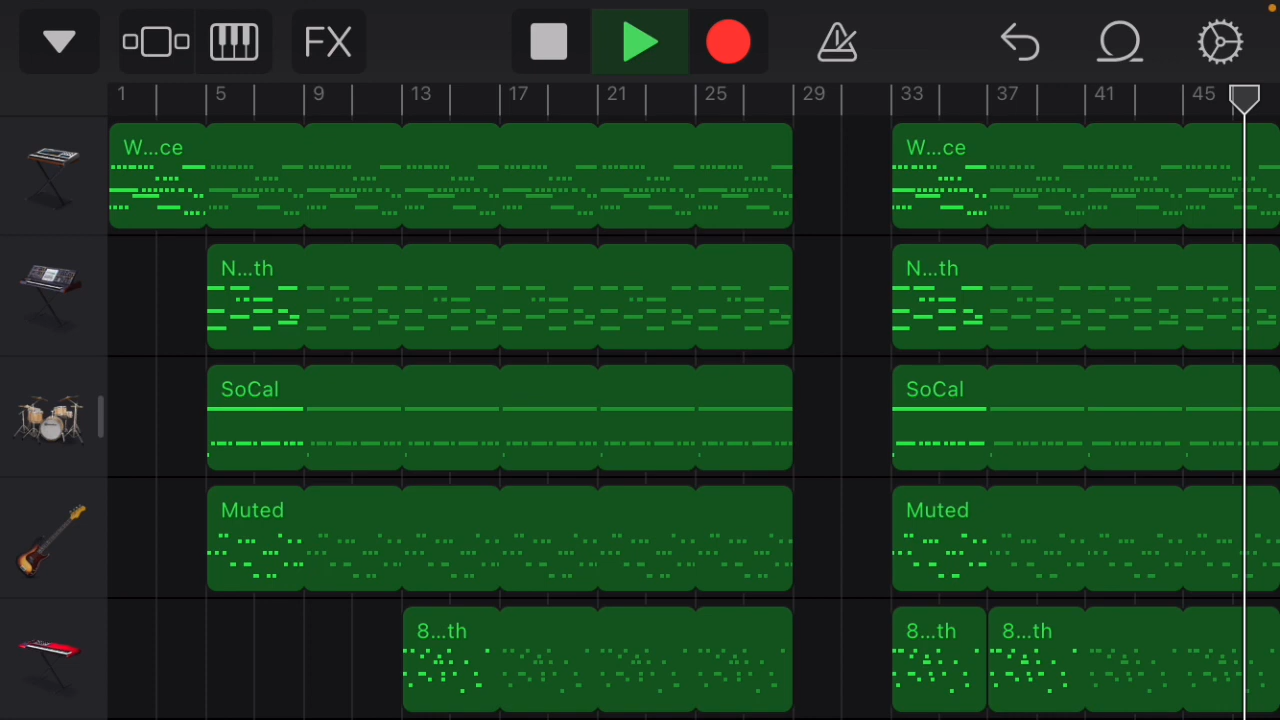 FX
1 5 9 13 17 21 25 29 33 37 41 45
W...ce W...ce
N...th N...th
SoCal SoCal
Muted Muted
8...th 8...th 8...th